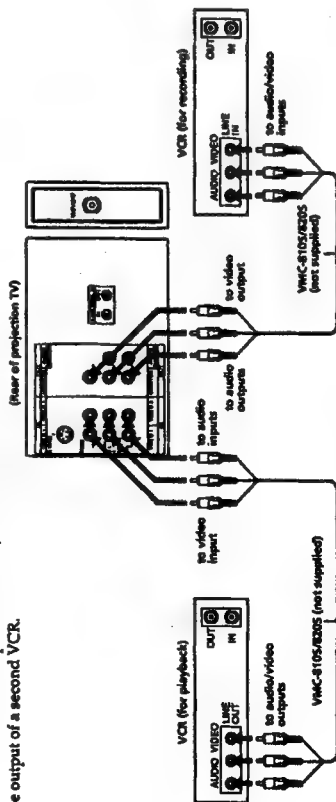 e output of a second VCR.
(Rear of projection TV)
VCR (for playback)
AUDIO VIDEO
LINE
OUT
OUT
IN
to audio/video
outputs
VMC-810S/820S (not supplied)
to video
input
to audio
inputs
to audio
outputs
to video
output
VCR (for recording)
AUDIO VIDEO
LINE
IN
OUT
IN
to audio/video
inputs
VMC-810S/820S
(not supplied)